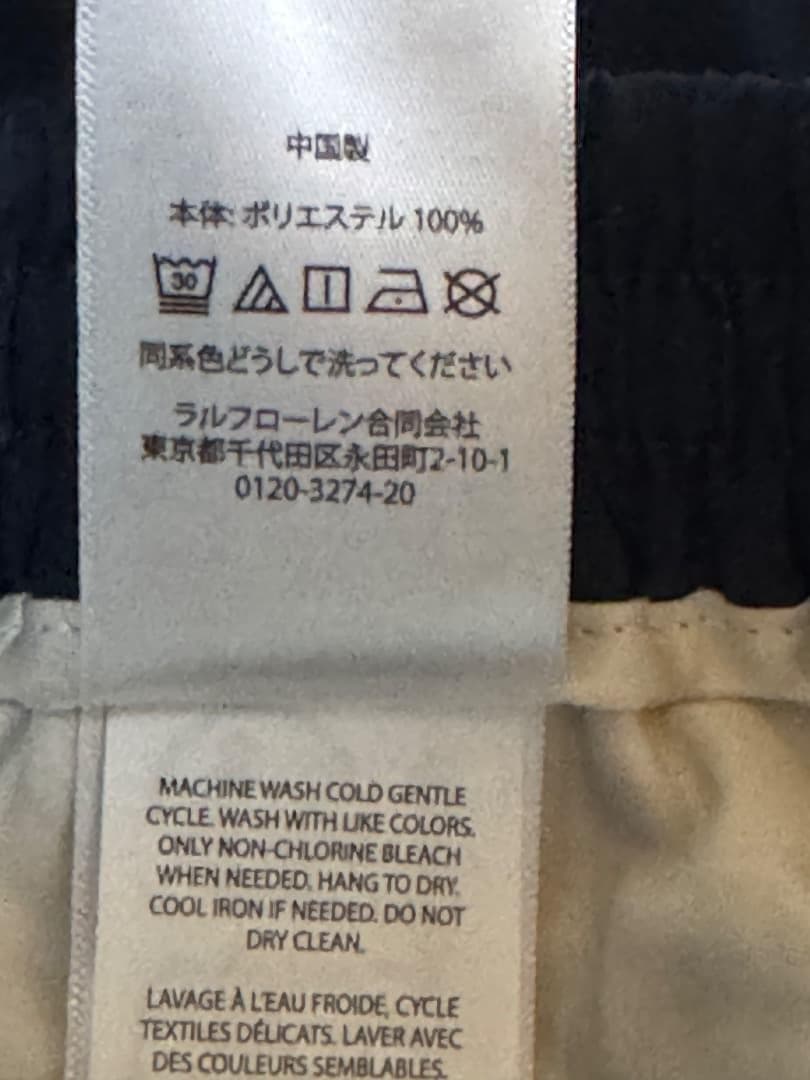 中国製
本体: ポリエステル 100%
30
同系色どうしで洗ってください
ラルフローレン合同会社
東京都千代田区永田町2-10-1
0120-3274-20
MACHINE WASH COLD GENTLE
CYCLE. WASH WITH LIKE COLORS.
ONLY NON-CHLORINE BLEACH
WHEN NEEDED. HANG TO DRY.
COOL IRON IF NEEDED. DO NOT
DRY CLEAN.
LAVAGE À L'EAU FROIDE, CYCLE
TEXTILES DÉLICATS. LAVER AVEC
DES COULEURS SEMBLABLES.